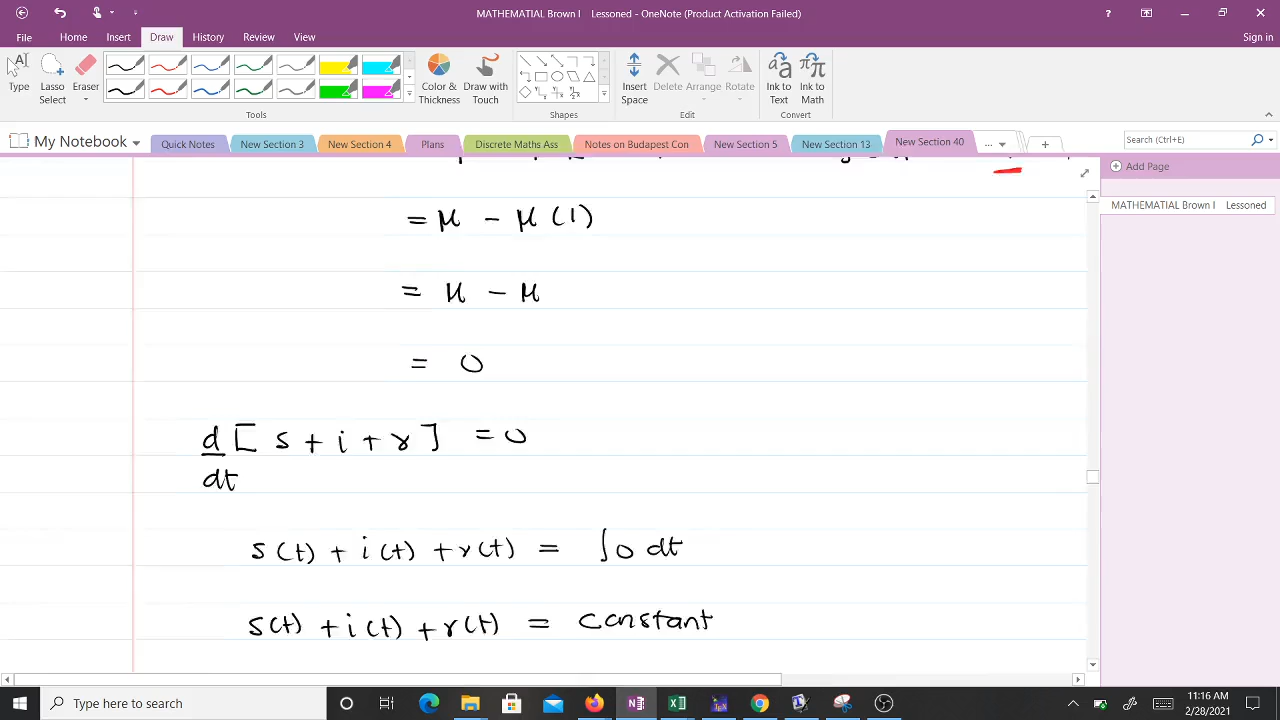 MATHEMATIAL Brown I Lessoned - OneNote (Product Activation Failed)
File Home Insert Draw History Review View Sign in
Type Lasso Select Eraser Color & Thickness Draw with Touch Insert Space Delete Arrange Rotate Ink to Text Ink to Math
Tools Shapes Edit Convert
My Notebook Quick Notes New Section 3 New Section 4 Plans Discrete Maths Ass Notes on Budapest Con New Section 5 New Section 13 New Section 40 ... + Search (Ctrl+E)
Add Page
MATHEMATIAL Brown I Lessoned
= μ - μ (1)
= μ - μ
= 0
d/dt [ s + i + r ] = 0
s(t) + i(t) + r(t) = ∫ 0 dt
s(t) + i(t) + r(t) = constant
Type here to search
11:16 AM
2/28/2021